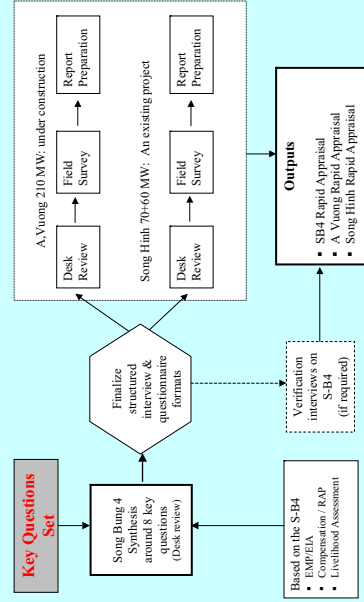 Key Questions
Set
Song Bung 4
Synthesis
around 8 key
questions
(Desk review)
Based on the S-B4
▪ EMP/EIA
▪ Compensation / RAP
▪ Livelihood Assessment
Finalize
structured
interview &
questionnaire
formats
Verification
interviews on
S-B4
(if required)
A,Vuong 210 MW: under construction
Desk
Review
Field
Survey
Report
Preparation
Song Hinh 70+60 MW: An existing project
Desk
Review
Field
Survey
Report
Preparation
Outputs
▪ SB4 Rapid Appraisal
▪ A Vuong Rapid Appraisal
▪ Song Hinh Rapid Appraisal